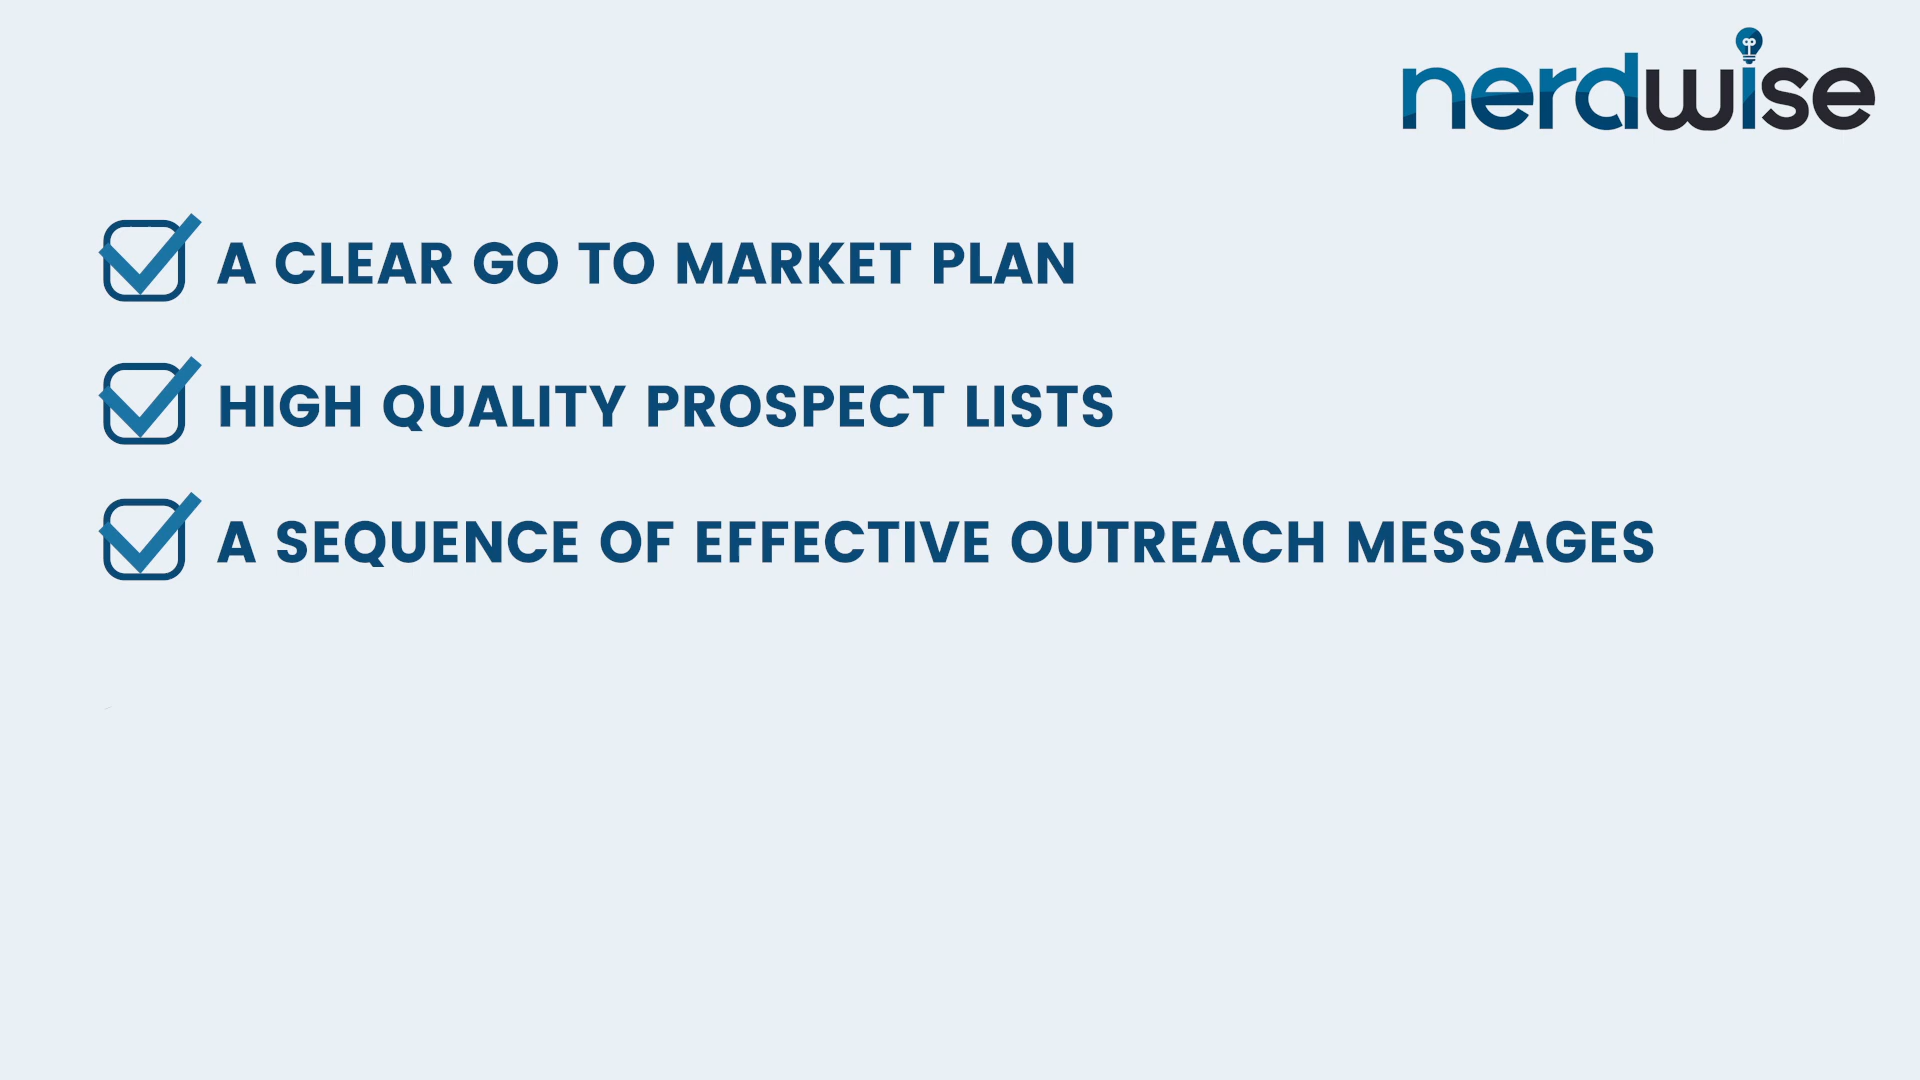 nerdwise
A CLEAR GO TO MARKET PLAN
HIGH QUALITY PROSPECT LISTS
A SEQUENCE OF EFFECTIVE OUTREACH MESSAGES